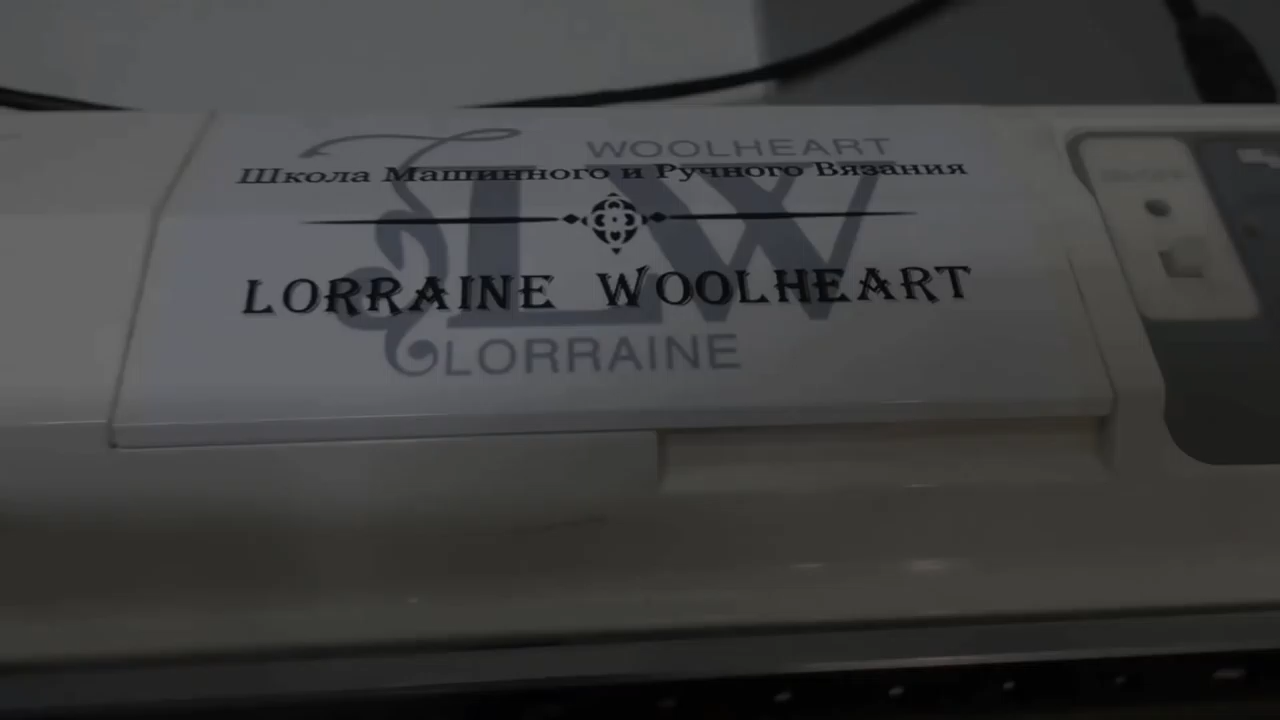 WOOLHEART
Школа Машинного и Ручного Вязания
LW
LORRAINE WOOLHEART
LORRAINE